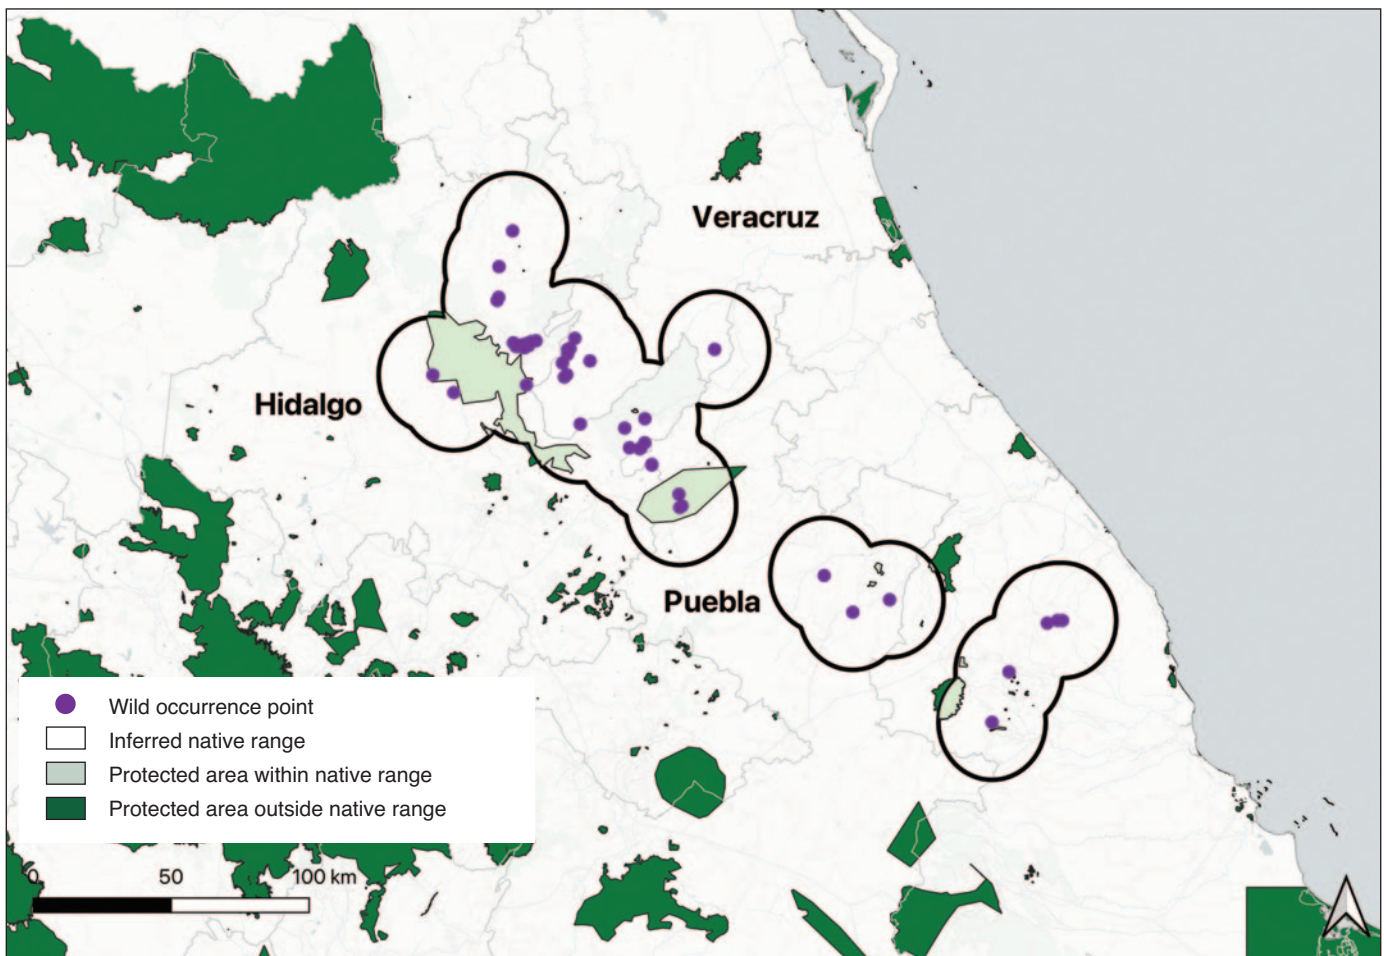 Veracruz
Hidalgo
Puebla
Wild occurrence point
Inferred native range
Protected area within native range
Protected area outside native range
0 50 100 km